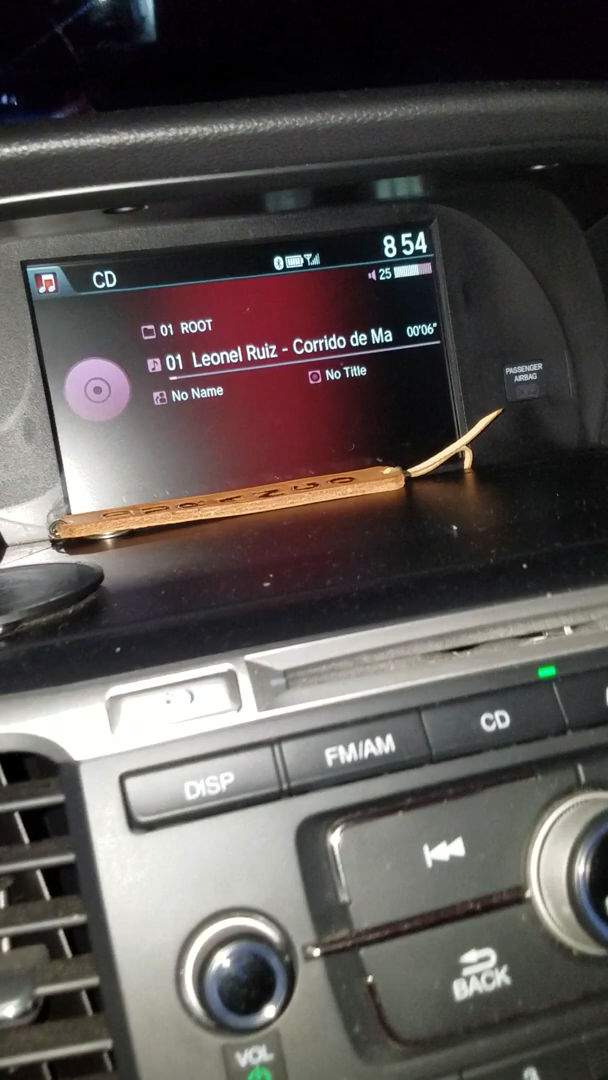 CD
8 54
25
01 ROOT
01 Leonel Ruiz - Corrido de Ma 00'06"
No Name
No Title
PASSENGER
AIRBAG
DISP
FM/AM
CD
BACK
VOL